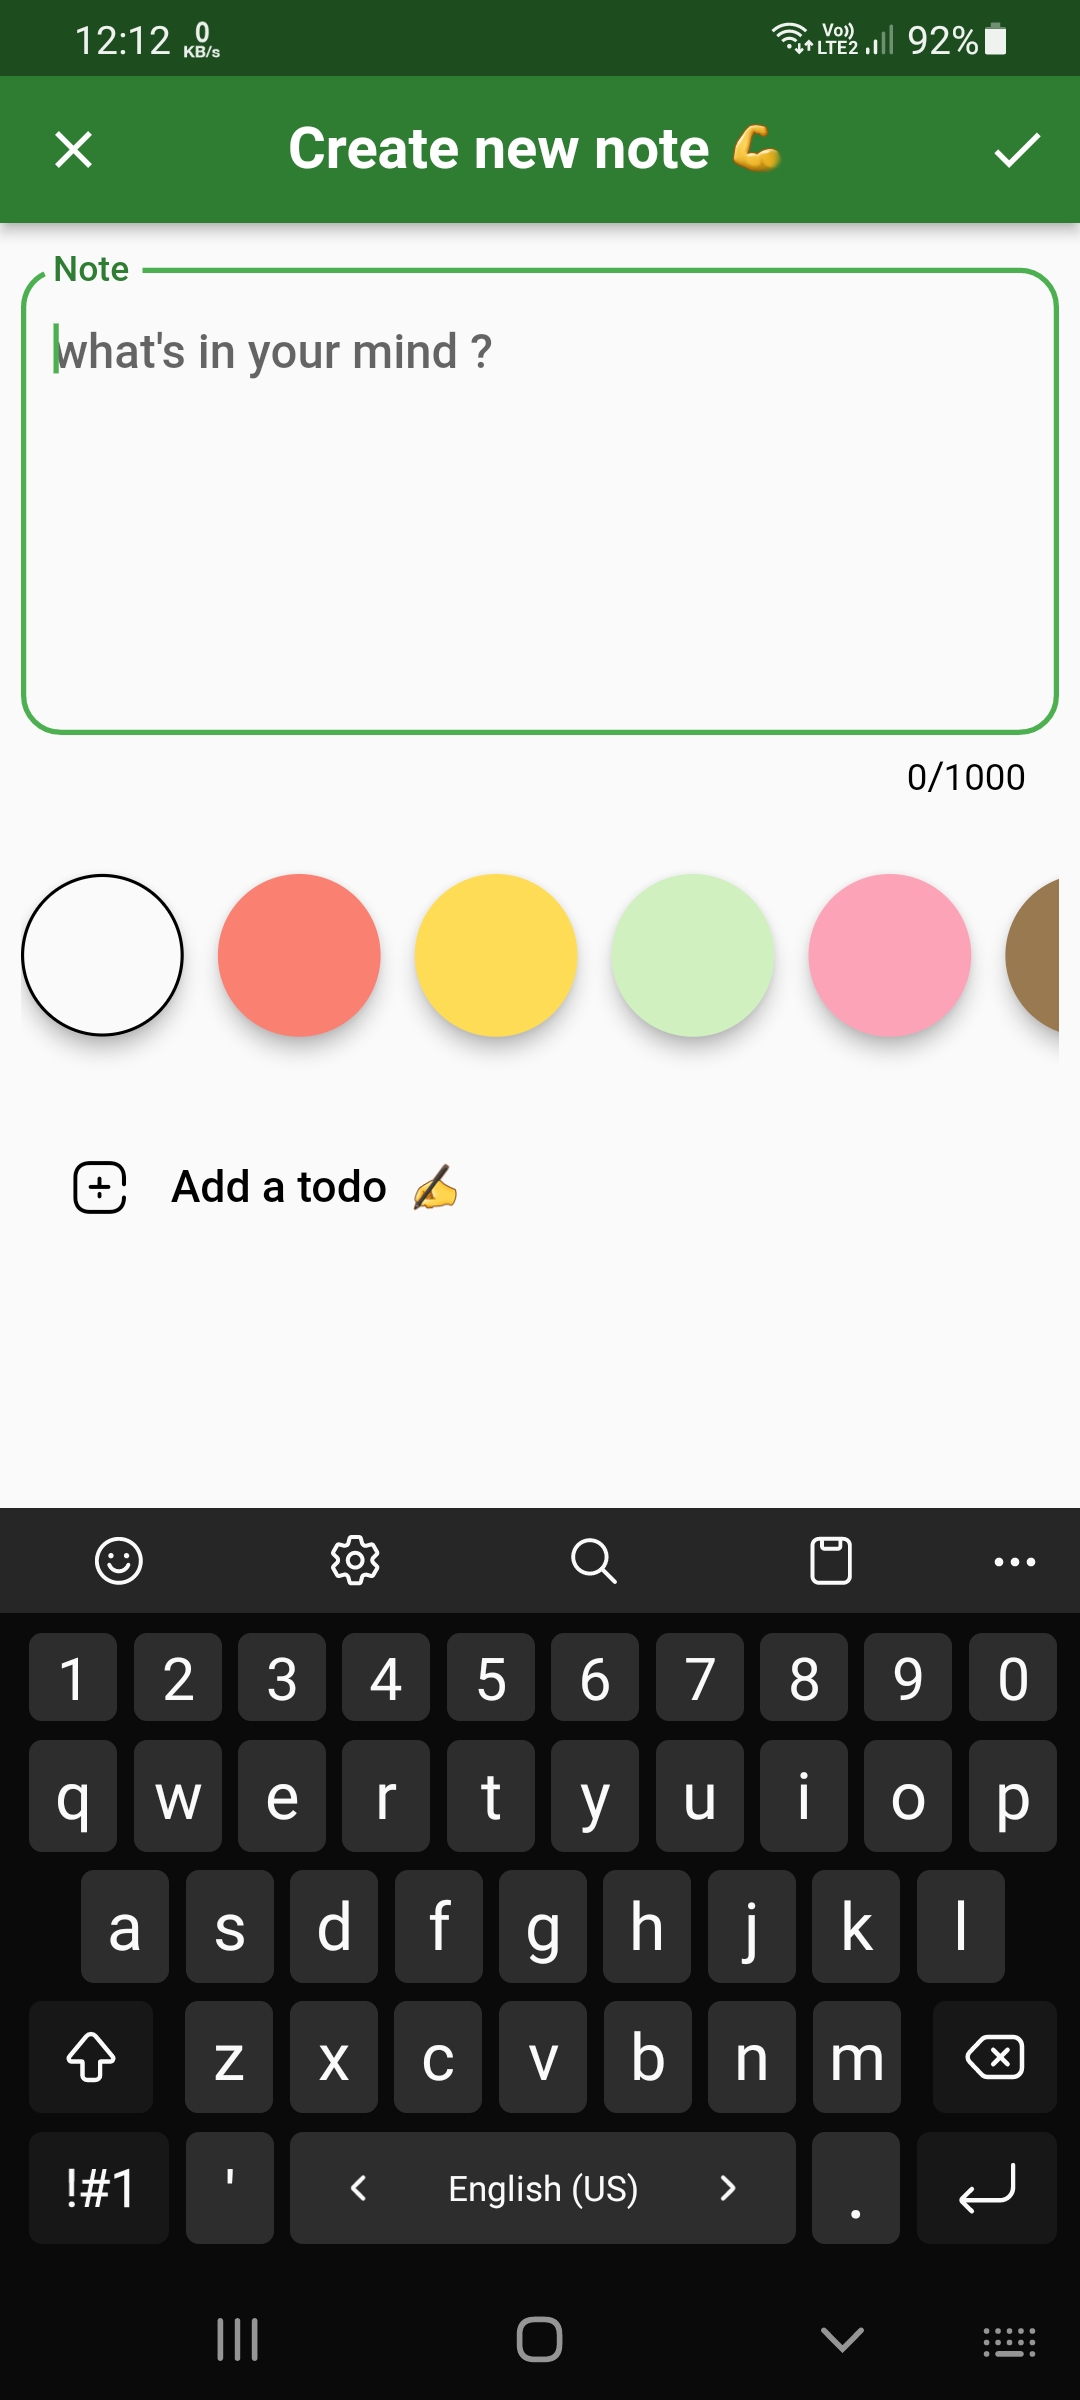 12:12 0 KB/s Vo)) LTE2 92%
Create new note 💪
Note
what's in your mind ?
0/1000
Add a todo ✍
1 2 3 4 5 6 7 8 9 0
q w e r t y u i o p
a s d f g h j k l
z x c v b n m
!#1 ' < English (US) > .